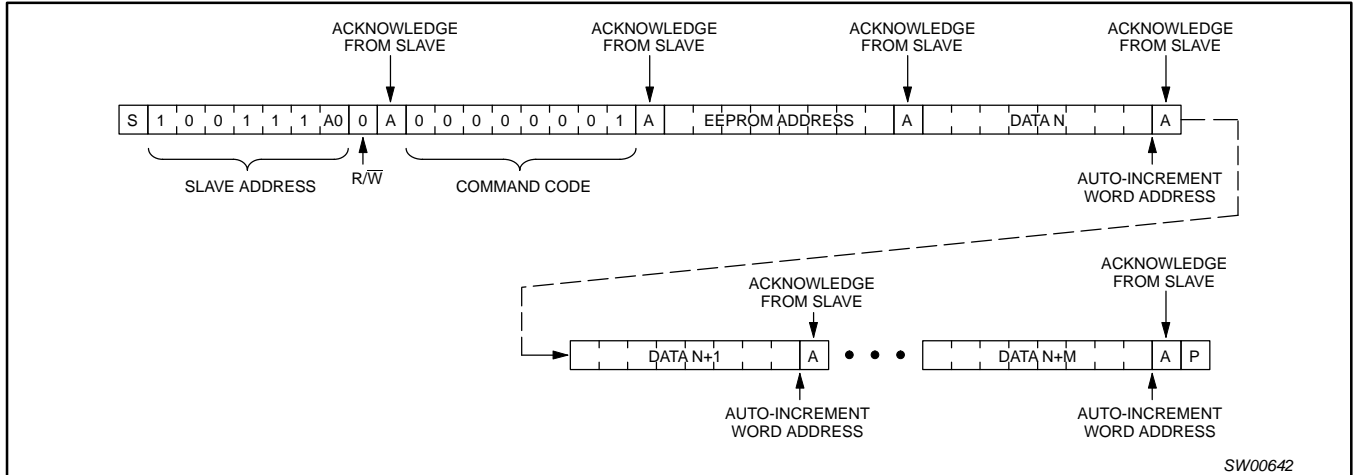 ACKNOWLEDGE
FROM SLAVE
ACKNOWLEDGE
FROM SLAVE
ACKNOWLEDGE
FROM SLAVE
ACKNOWLEDGE
FROM SLAVE
S 1 0 0 1 1 1 A0 0 A 0 0 0 0 0 0 0 1 A EEPROM ADDRESS A DATA N A
SLAVE ADDRESS
R/W̅
COMMAND CODE
AUTO-INCREMENT
WORD ADDRESS
ACKNOWLEDGE
FROM SLAVE
ACKNOWLEDGE
FROM SLAVE
DATA N+1 A • • • DATA N+M A P
AUTO-INCREMENT
WORD ADDRESS
AUTO-INCREMENT
WORD ADDRESS
SW00642